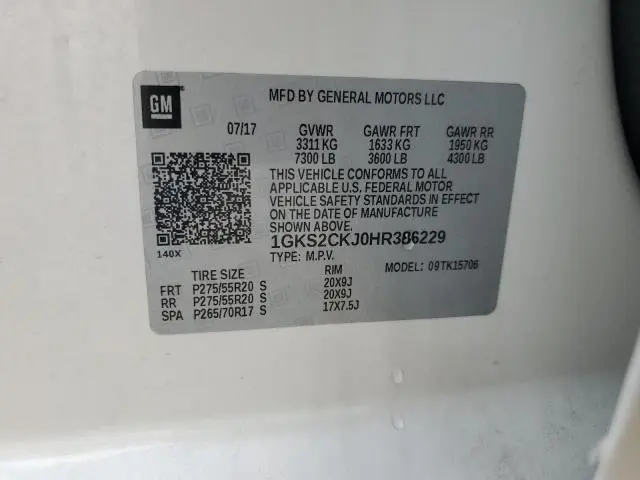 GM
MFD BY GENERAL MOTORS LLC
07/17 GVWR GAWR FRT GAWR RR
3311 KG 1633 KG 1950 KG
7300 LB 3600 LB 4300 LB
THIS VEHICLE CONFORMS TO ALL
APPLICABLE U.S. FEDERAL MOTOR
VEHICLE SAFETY STANDARDS IN EFFECT
ON THE DATE OF MANUFACTURE
SHOWN ABOVE.
1GKS2CKJ0HR386229
140X
TYPE: M.P.V. MODEL: 09TK15706
TIRE SIZE RIM
FRT P275/55R20 S 20X9J
RR P275/55R20 S 20X9J
SPA P265/70R17 S 17X7.5J